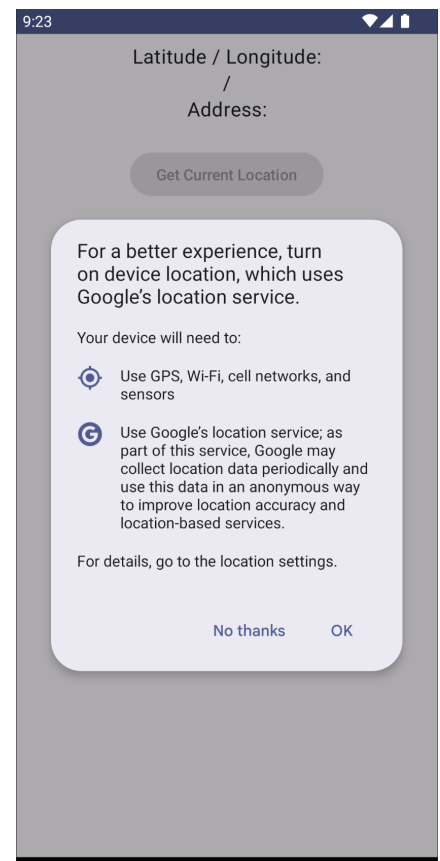 9:23
Latitude / Longitude:
/
Address:
Get Current Location
For a better experience, turn
on device location, which uses
Google’s location service.
Your device will need to:
Use GPS, Wi-Fi, cell networks, and
sensors
G
Use Google’s location service; as
part of this service, Google may
collect location data periodically and
use this data in an anonymous way
to improve location accuracy and
location-based services.
For details, go to the location settings.
No thanks OK